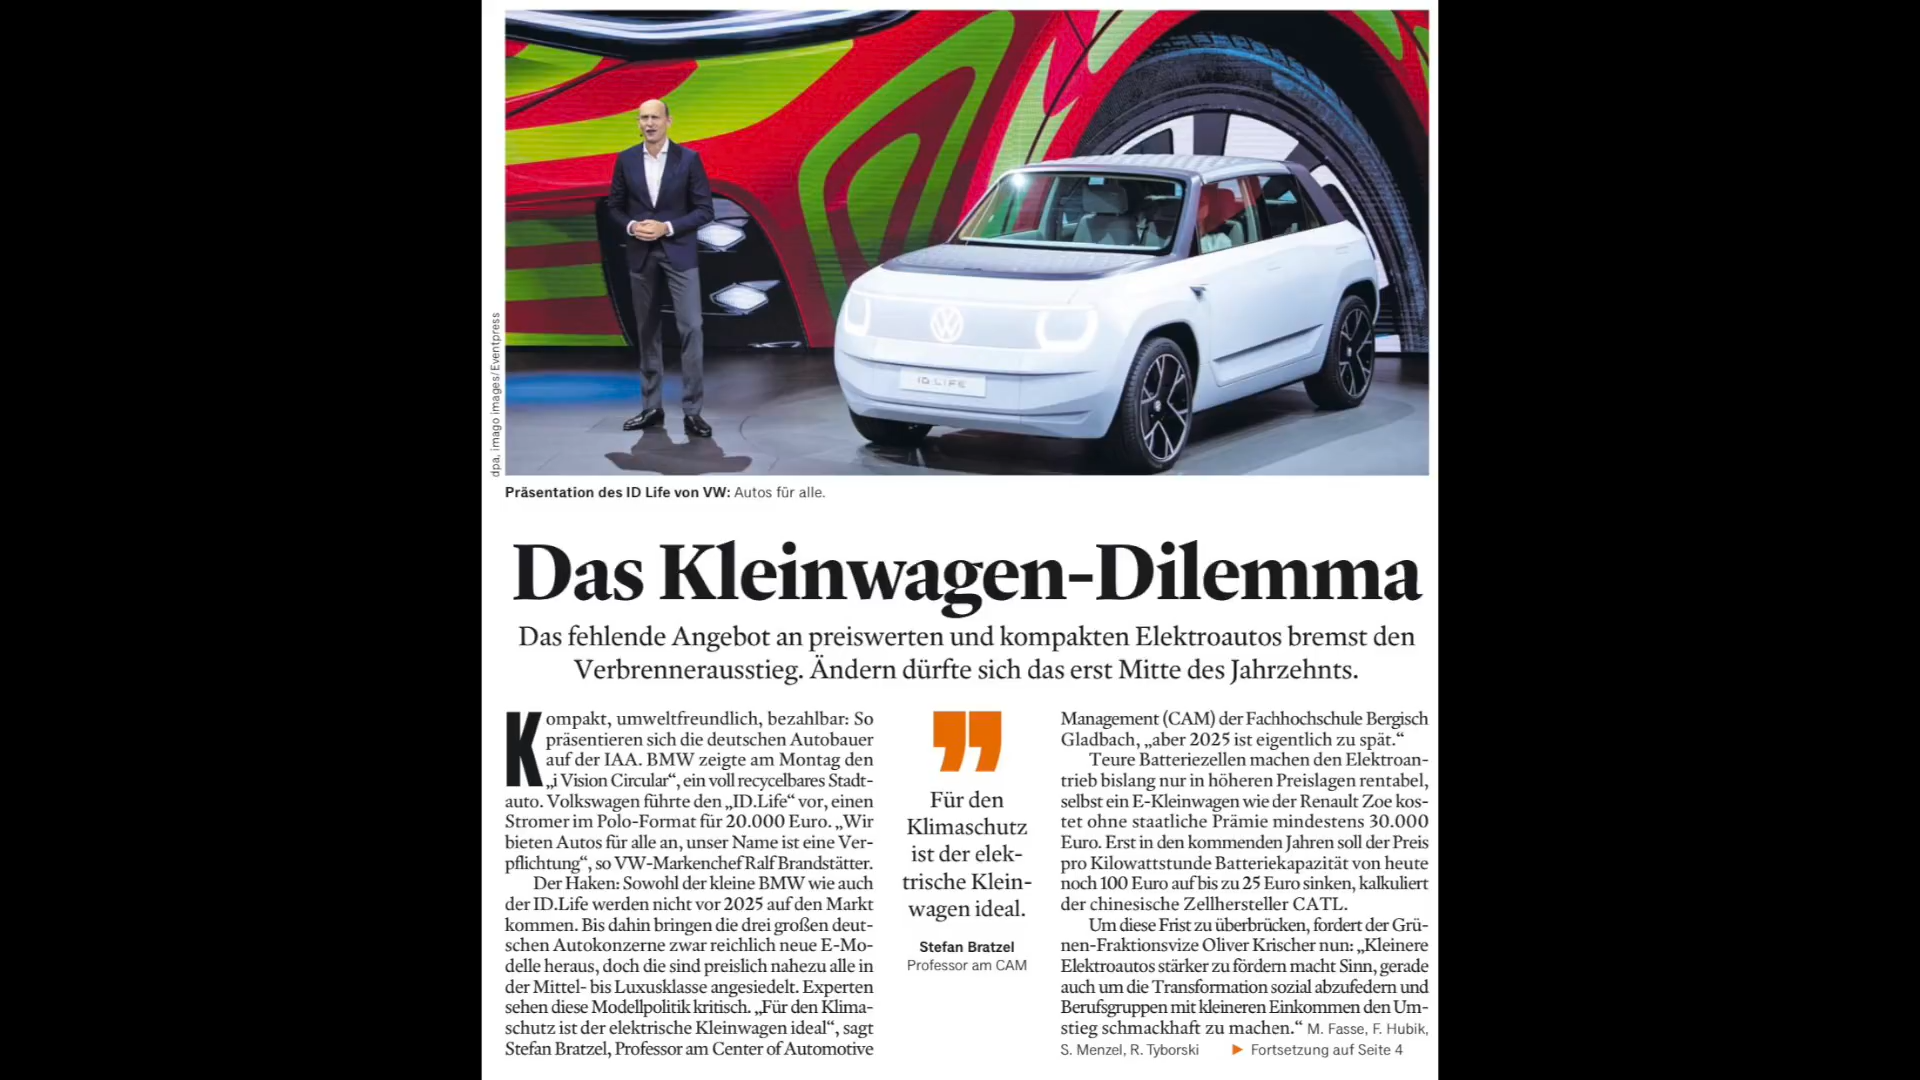 ID.LIFE
dpa, imago images/Eventpress
Präsentation des ID Life von VW: Autos für alle.
Das Kleinwagen-Dilemma
Das fehlende Angebot an preiswerten und kompakten Elektroautos bremst den
Verbrennerausstieg. Ändern dürfte sich das erst Mitte des Jahrzehnts.
Kompakt, umweltfreundlich, bezahlbar: So
präsentieren sich die deutschen Autobauer
auf der IAA. BMW zeigte am Montag den
„i Vision Circular“, ein voll recycelbares Stadt-
auto. Volkswagen führte den „ID.Life“ vor, einen
Stromer im Polo-Format für 20.000 Euro. „Wir
bieten Autos für alle an, unser Name ist eine Ver-
pflichtung“, so VW-Markenchef Ralf Brandstätter.
Der Haken: Sowohl der kleine BMW wie auch
der ID.Life werden nicht vor 2025 auf den Markt
kommen. Bis dahin bringen die drei großen deut-
schen Autokonzerne zwar reichlich neue E-Mo-
delle heraus, doch die sind preislich nahezu alle in
der Mittel- bis Luxusklasse angesiedelt. Experten
sehen diese Modellpolitik kritisch. „Für den Klima-
schutz ist der elektrische Kleinwagen ideal“, sagt
Stefan Bratzel, Professor am Center of Automotive
”
Für den
Klimaschutz
ist der elek-
trische Klein-
wagen ideal.
Stefan Bratzel
Professor am CAM
Management (CAM) der Fachhochschule Bergisch
Gladbach, „aber 2025 ist eigentlich zu spät.“
Teure Batteriezellen machen den Elektroan-
trieb bislang nur in höheren Preislagen rentabel,
selbst ein E-Kleinwagen wie der Renault Zoe kos-
tet ohne staatliche Prämie mindestens 30.000
Euro. Erst in den kommenden Jahren soll der Preis
pro Kilowattstunde Batteriekapazität von heute
noch 100 Euro auf bis zu 25 Euro sinken, kalkuliert
der chinesische Zellhersteller CATL.
Um diese Frist zu überbrücken, fordert der Grü-
nen-Fraktionsvize Oliver Krischer nun: „Kleinere
Elektroautos stärker zu fördern macht Sinn, gerade
auch um die Transformation sozial abzufedern und
Berufsgruppen mit kleineren Einkommen den Um-
stieg schmackhaft zu machen.“ M. Fasse, F. Hubik,
S. Menzel, R. Tyborski ▶ Fortsetzung auf Seite 4